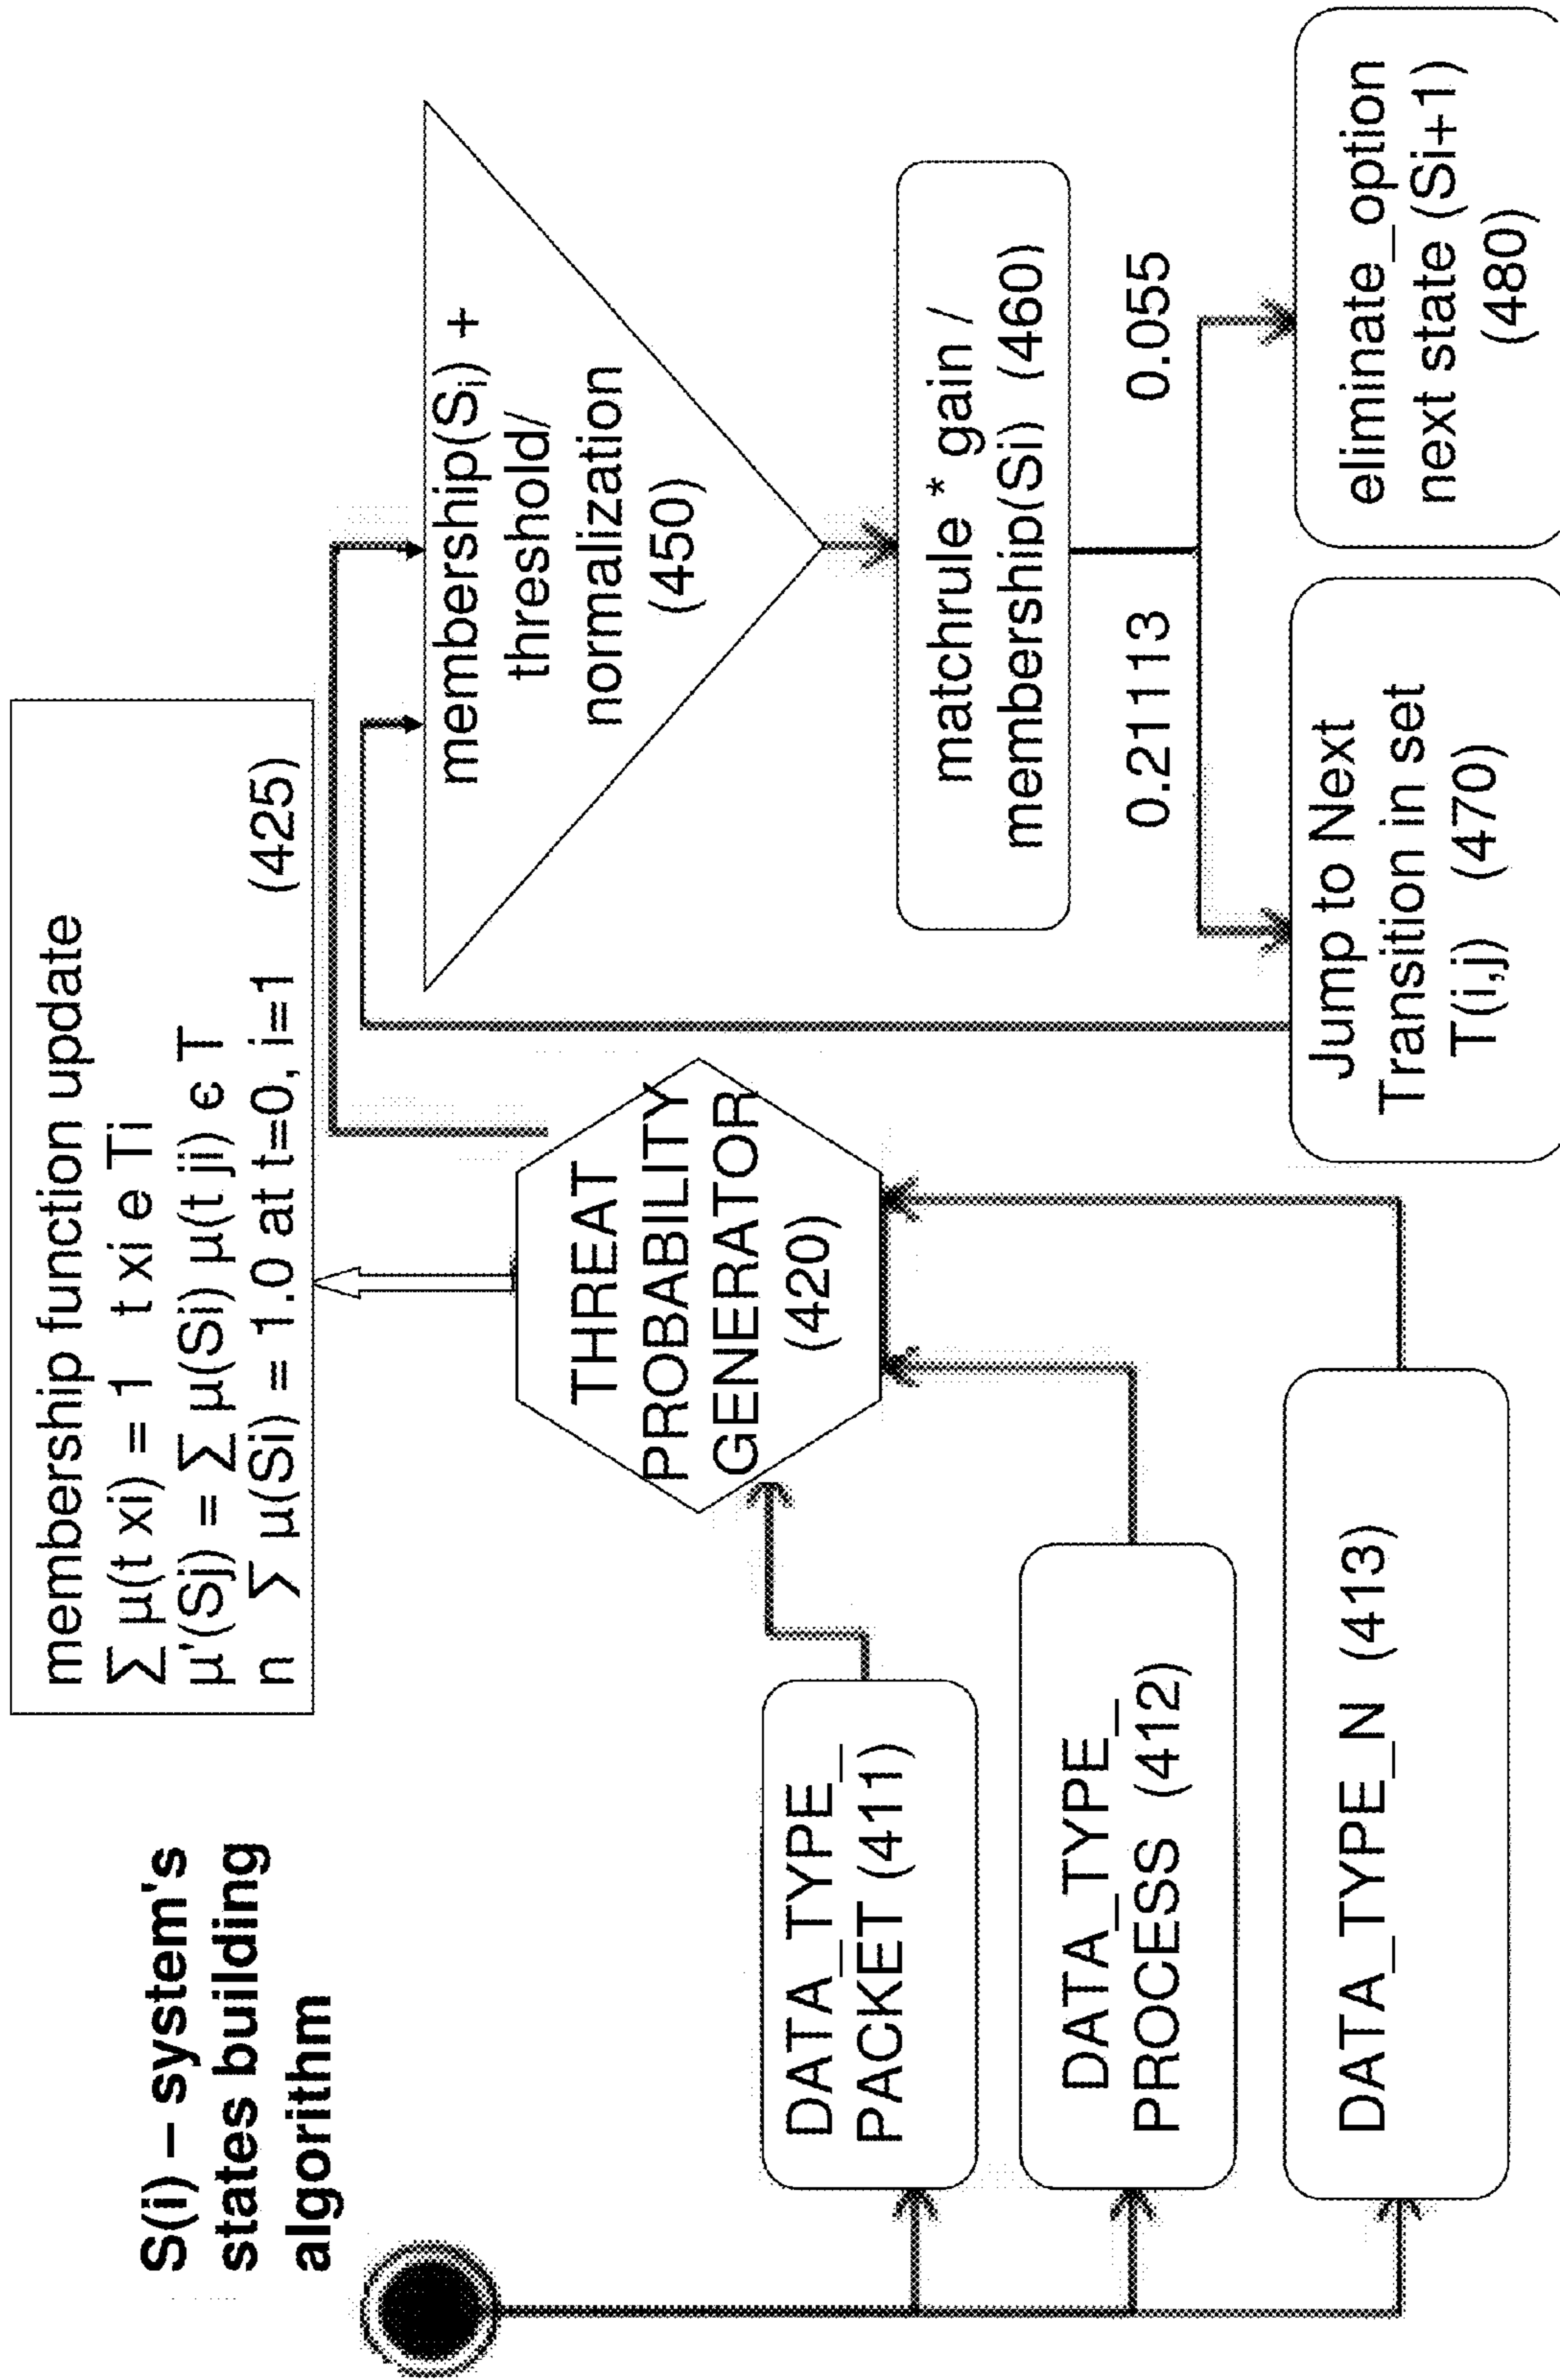 S(i) – system's
states building
algorithm
membership function update
∑ µ(t xi) = 1 t xi e Ti
µ'(Sj) = ∑ µ(Si) µ(t ji) є T
n ∑ µ(Si) = 1.0 at t=0, i=1 (425)
DATA_TYPE_
PACKET (411)
DATA_TYPE_
PROCESS (412)
DATA_TYPE_N (413)
THREAT
PROBABILITY
GENERATOR
(420)
membership(Si) +
threshold/
normalization
(450)
matchrule * gain /
membership(Si) (460)
0.21113
0.055
Jump to Next
Transition in set
T(i,j) (470)
eliminate_option
next state (Si+1)
(480)